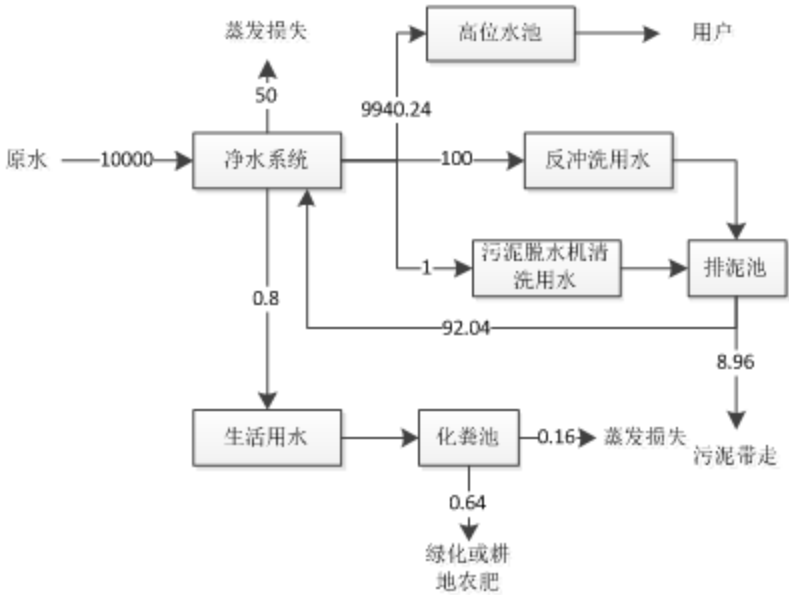 蒸发损失
高位水池
用户
50
9940.24
原水
10000
净水系统
100
反冲洗用水
1
污泥脱水机清
洗用水
排泥池
0.8
92.04
8.96
生活用水
化粪池
0.16
蒸发损失
污泥带走
0.64
绿化或耕
地农肥